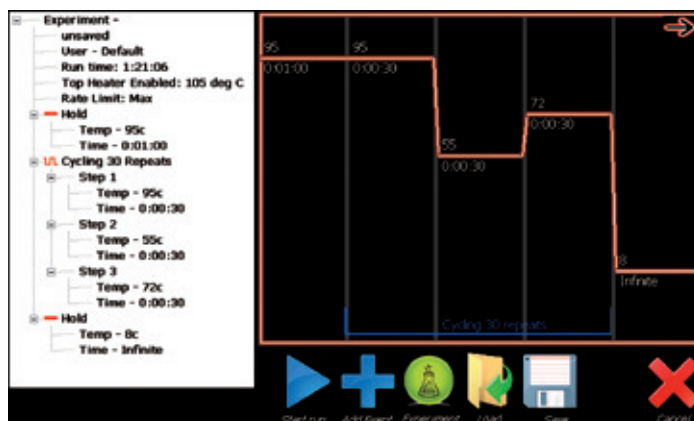 Experiment -
unsaved
User - Default
Run time: 1:21:06
Top Heater Enabled: 105 deg C
Rate Limit: Max
Hold
Temp - 95c
Time - 0:01:00
Cycling 30 Repeats
Step 1
Temp - 95c
Time - 0:00:30
Step 2
Temp - 55c
Time - 0:00:30
Step 3
Temp - 72c
Time - 0:00:30
Hold
Temp - 8c
Time - Infinite
95
0:01:00
95
0:00:30
55
0:00:30
72
0:00:30
8
Infinite
Cycling 30 repeats
Start run
Add Event
Experiment
Load
Save
Cancel